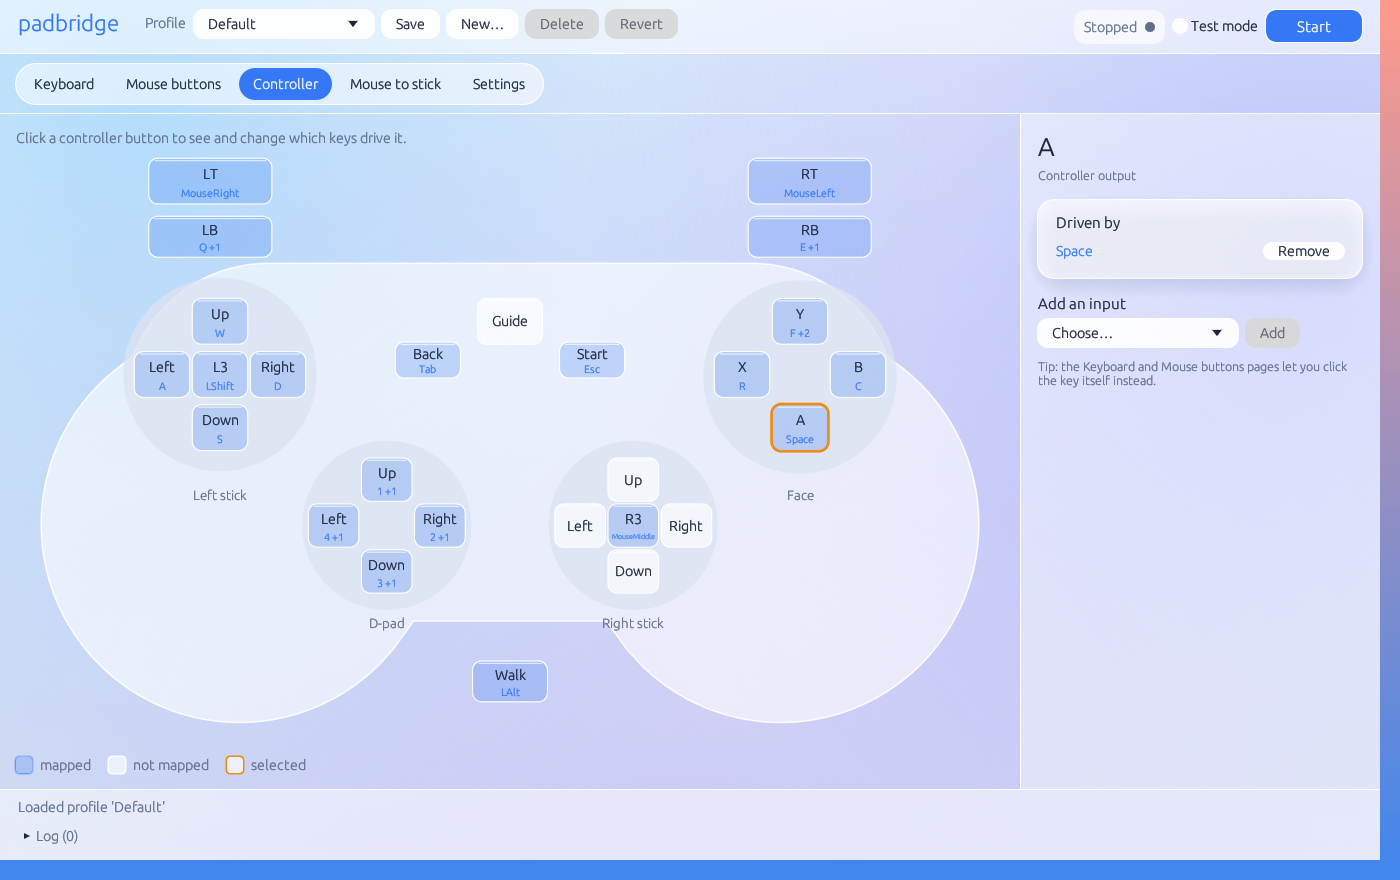 padbridge Profile Default Save New... Delete Revert Stopped Test mode Start
Keyboard Mouse buttons Controller Mouse to stick Settings
Click a controller button to see and change which keys drive it.
LT
MouseRight
LB
Q +1
RT
MouseLeft
RB
E +1
Guide
Back
Tab
Start
Esc
Up
W
Left
A
L3
LShift
Right
D
Down
S
Left stick
Y
F +2
X
R
B
C
A
Space
Face
Up
1 +1
Left
4 +1
Right
2 +1
Down
3 +1
D-pad
Up
Left
R3
MouseMiddle
Right
Down
Right stick
Walk
LAlt
mapped not mapped selected
A
Controller output
Driven by
Space Remove
Add an input
Choose... Add
Tip: the Keyboard and Mouse buttons pages let you click
the key itself instead.
Loaded profile 'Default'
Log (0)